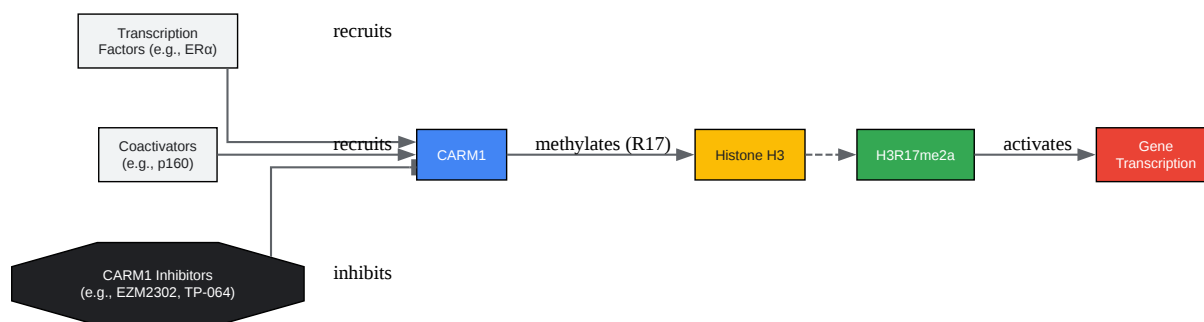 Transcription
Factors (e.g., ERα)
recruits
Coactivators
(e.g., p160)
recruits
CARM1
methylates (R17)
Histone H3
H3R17me2a
activates
Gene
Transcription
CARM1 Inhibitors
(e.g., EZM2302, TP-064)
inhibits